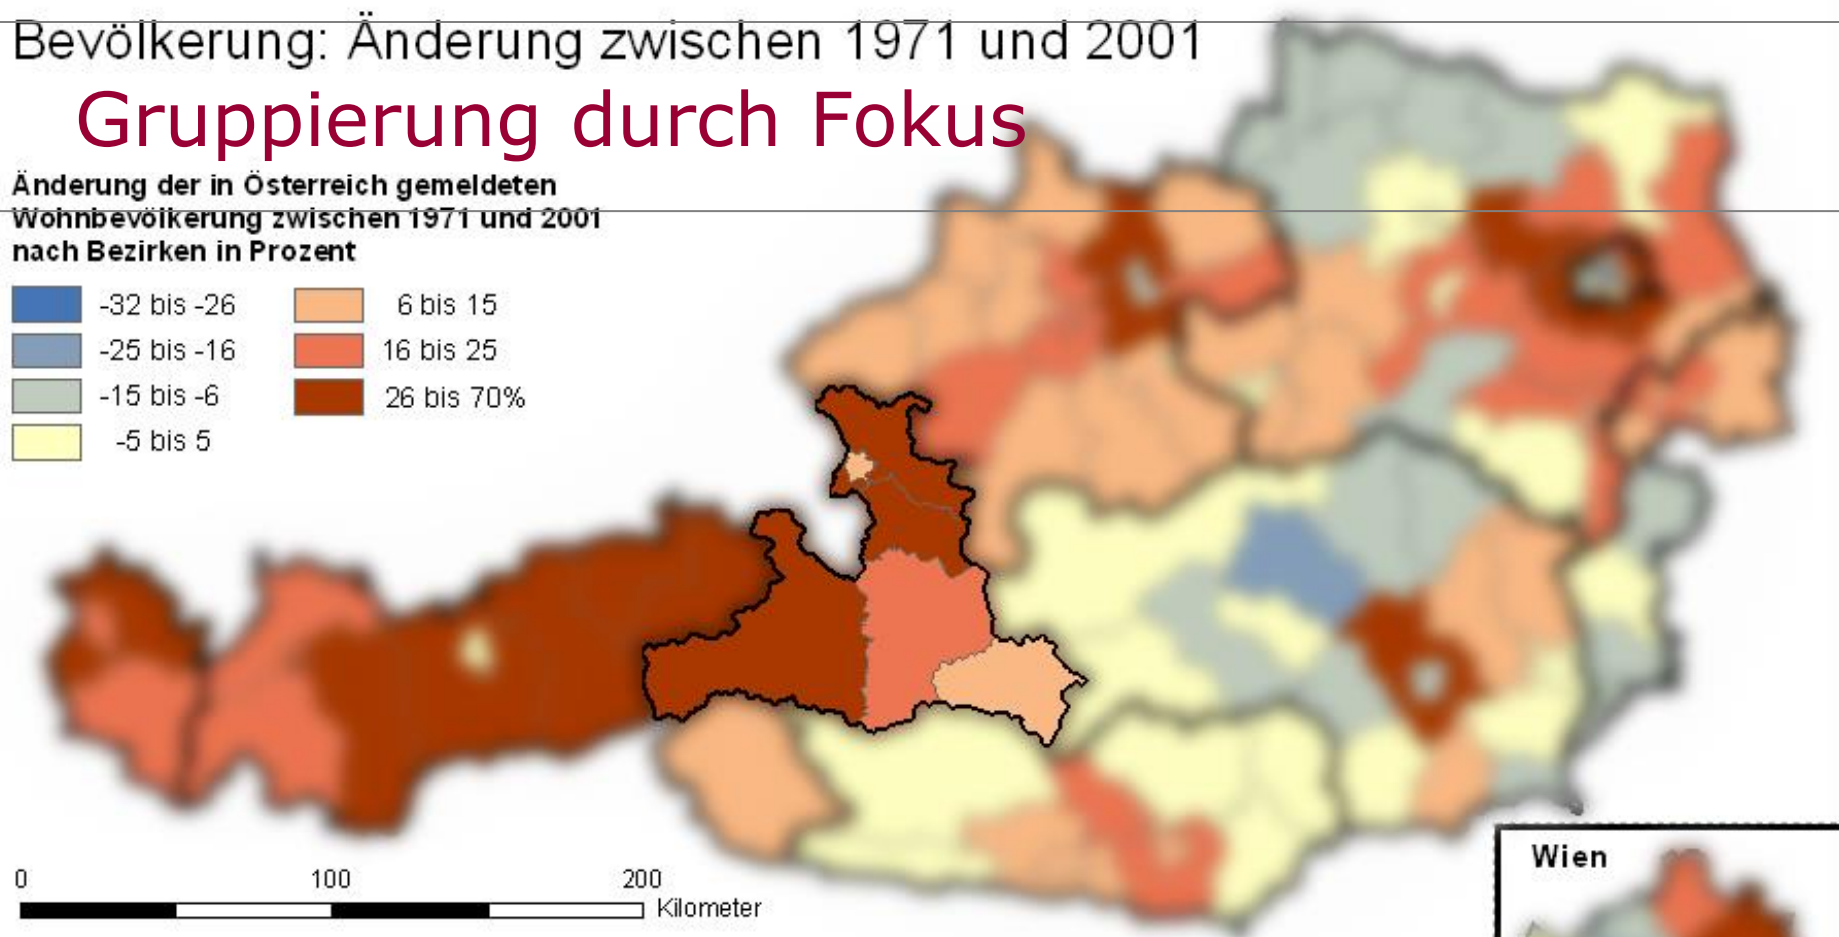 Bevölkerung: Änderung zwischen 1971 und 2001
Gruppierung durch Fokus
Änderung der in Österreich gemeldeten
Wohnbevölkerung zwischen 1971 und 2001
nach Bezirken in Prozent
-32 bis -26
6 bis 15
-25 bis -16
16 bis 25
-15 bis -6
26 bis 70%
-5 bis 5
Wien
0 100 200
Kilometer